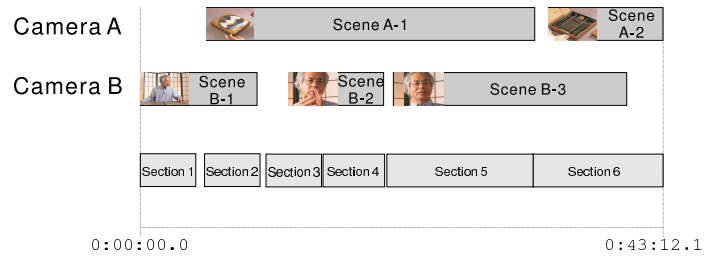 Camera A
Scene A-1
Scene
A-2
Camera B
Scene
B-1
Scene
B-2
Scene B-3
Section 1
Section 2
Section 3
Section 4
Section 5
Section 6
0:00:00.0
0:43:12.1